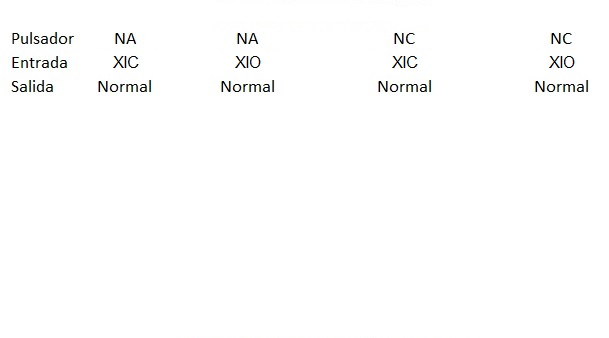 Pulsador NA NA NC NC
Entrada XIC XIO XIC XIO
Salida Normal Normal Normal Normal